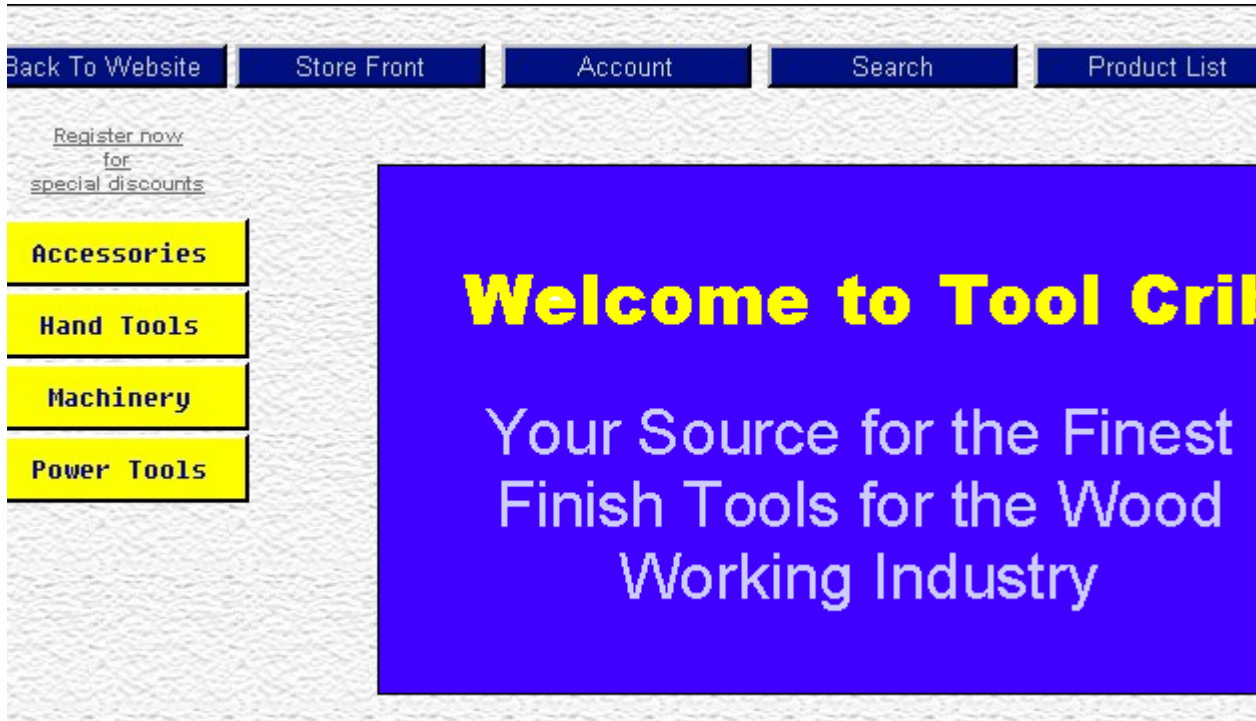 Back To Website
Store Front
Account
Search
Product List
Register now
for
special discounts
Accessories
Hand Tools
Machinery
Power Tools
Welcome to Tool Crib
Your Source for the Finest
Finish Tools for the Wood
Working Industry